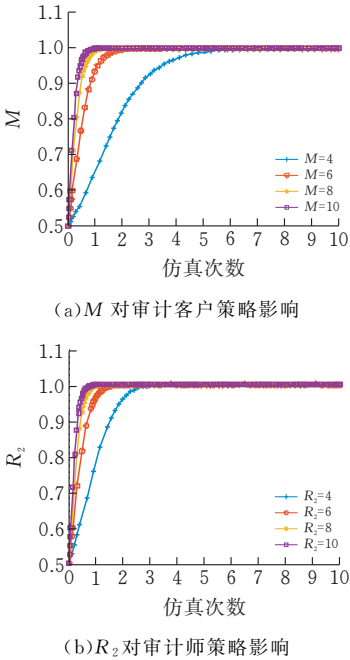 1.1
1.0
0.9
0.8
0.7
0.6
0.5
M
M=4
M=6
M=8
M=10
0 1 2 3 4 5 6 7 8 9 10
仿真次数
(a)M 对审计客户策略影响
1.1
1.0
0.9
0.8
0.7
0.6
0.5
R₂
R₂=4
R₂=6
R₂=8
R₂=10
0 1 2 3 4 5 6 7 8 9 10
仿真次数
(b)R₂对审计师策略影响